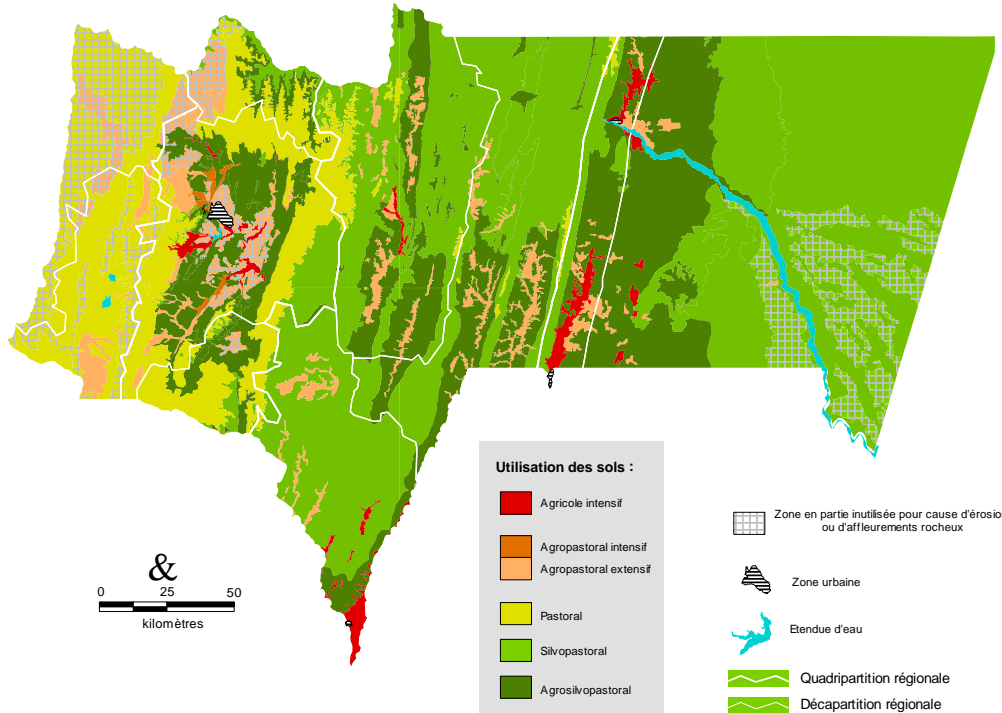 &
0 25 50
kilomètres
Utilisation des sols :
Agricole intensif
Agropastoral intensif
Agropastoral extensif
Pastoral
Silvopastoral
Agrosilvopastoral
Zone en partie inutilisée pour cause d'érosio
ou d'affleurements rocheux
Zone urbaine
Etendue d'eau
Quadripartition régionale
Décapartition régionale